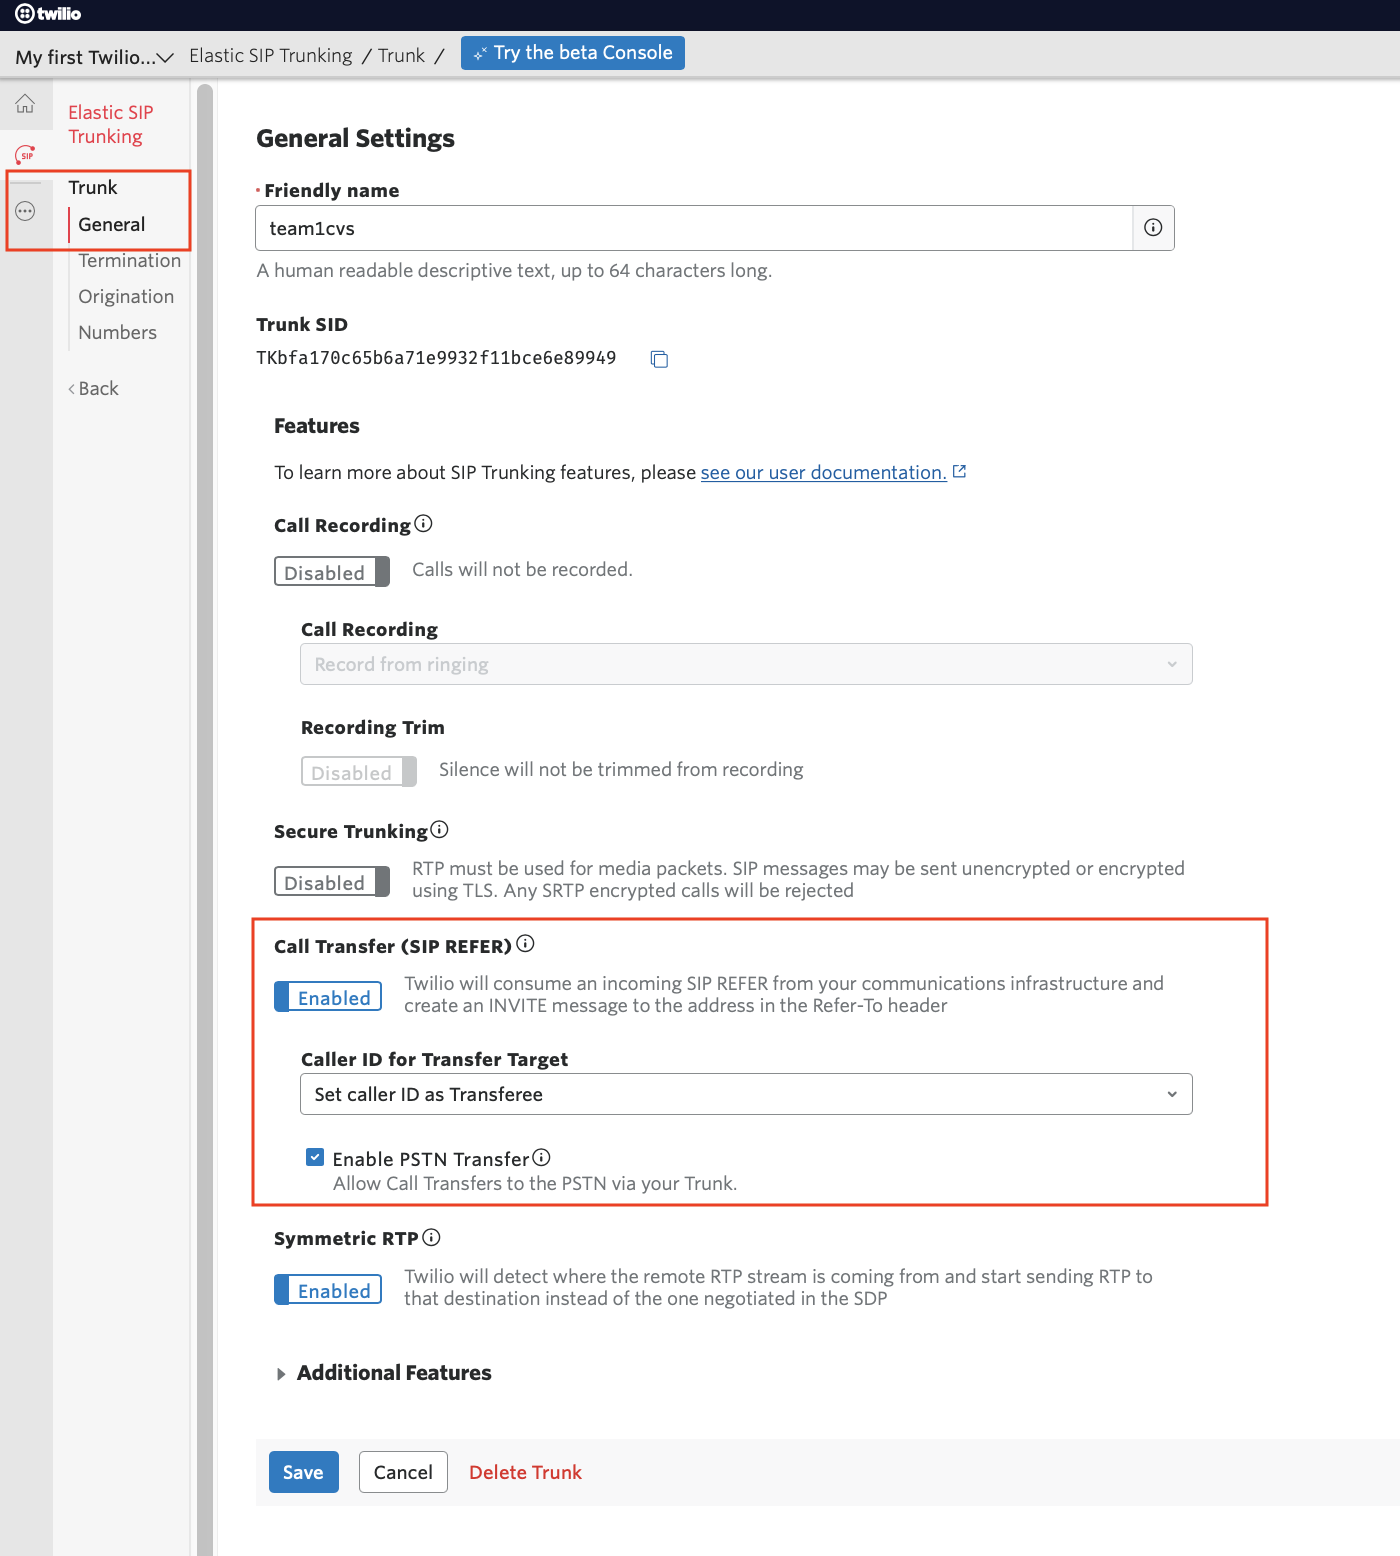 twilio
My first Twilio...
Elastic SIP Trunking / Trunk /
Try the beta Console
Elastic SIP
Trunking
SIP
Trunk
General
Termination
Origination
Numbers
Back
General Settings
Friendly name
team1cvs
A human readable descriptive text, up to 64 characters long.
Trunk SID
TKbfa170c65b6a71e9932f11bce6e89949
Features
To learn more about SIP Trunking features, please see our user documentation.
Call Recording
Disabled
Calls will not be recorded.
Call Recording
Record from ringing
Recording Trim
Disabled
Silence will not be trimmed from recording
Secure Trunking
Disabled
RTP must be used for media packets. SIP messages may be sent unencrypted or encrypted
using TLS. Any SRTP encrypted calls will be rejected
Call Transfer (SIP REFER)
Enabled
Twilio will consume an incoming SIP REFER from your communications infrastructure and
create an INVITE message to the address in the Refer-To header
Caller ID for Transfer Target
Set caller ID as Transferee
Enable PSTN Transfer
Allow Call Transfers to the PSTN via your Trunk.
Symmetric RTP
Enabled
Twilio will detect where the remote RTP stream is coming from and start sending RTP to
that destination instead of the one negotiated in the SDP
Additional Features
Save
Cancel
Delete Trunk